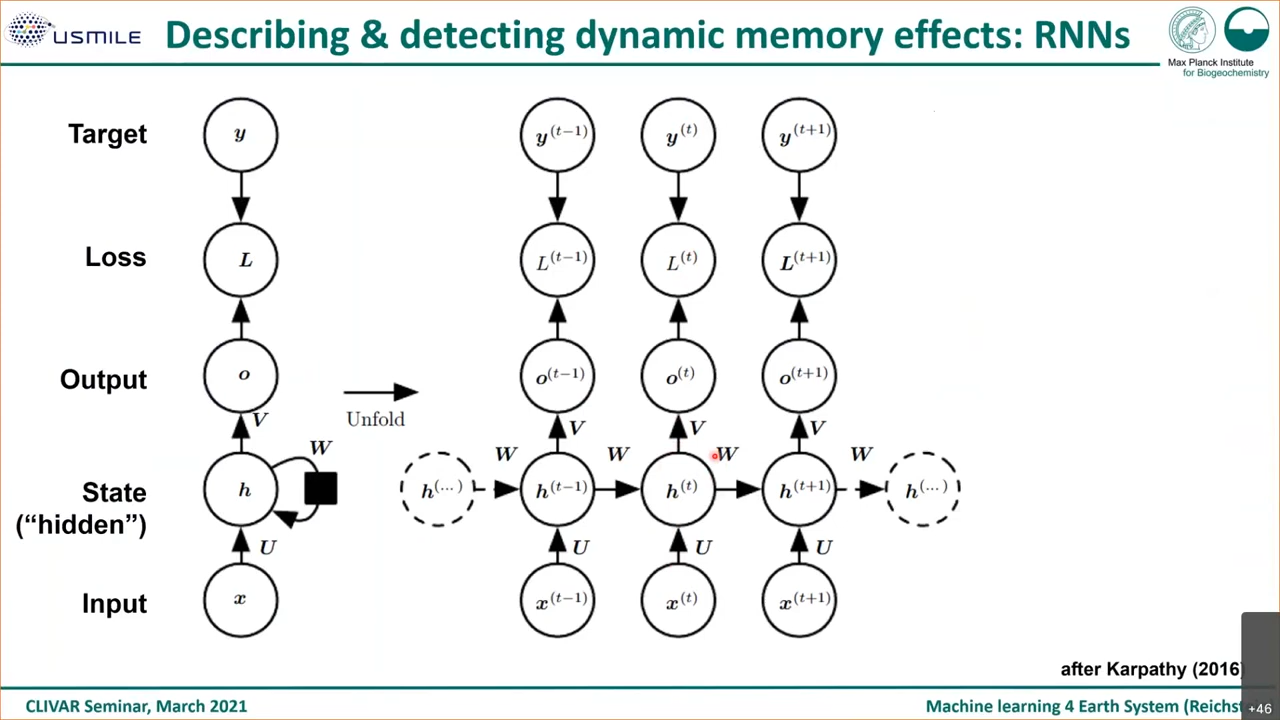 USMILE
Describing & detecting dynamic memory effects: RNNs
Max Planck Institute
for Biogeochemistry
Target
y
y(t−1)
y(t)
y(t+1)
Loss
L
L(t−1)
L(t)
L(t+1)
Output
o
o(t−1)
o(t)
o(t+1)
Unfold
V
V
V
V
W
W
W
W
W
State
("hidden")
h
h(...)
h(t−1)
h(t)
h(t+1)
h(...)
U
U
U
U
Input
x
x(t−1)
x(t)
x(t+1)
after Karpathy (2016)
CLIVAR Seminar, March 2021
Machine learning 4 Earth System (Reichst
+46